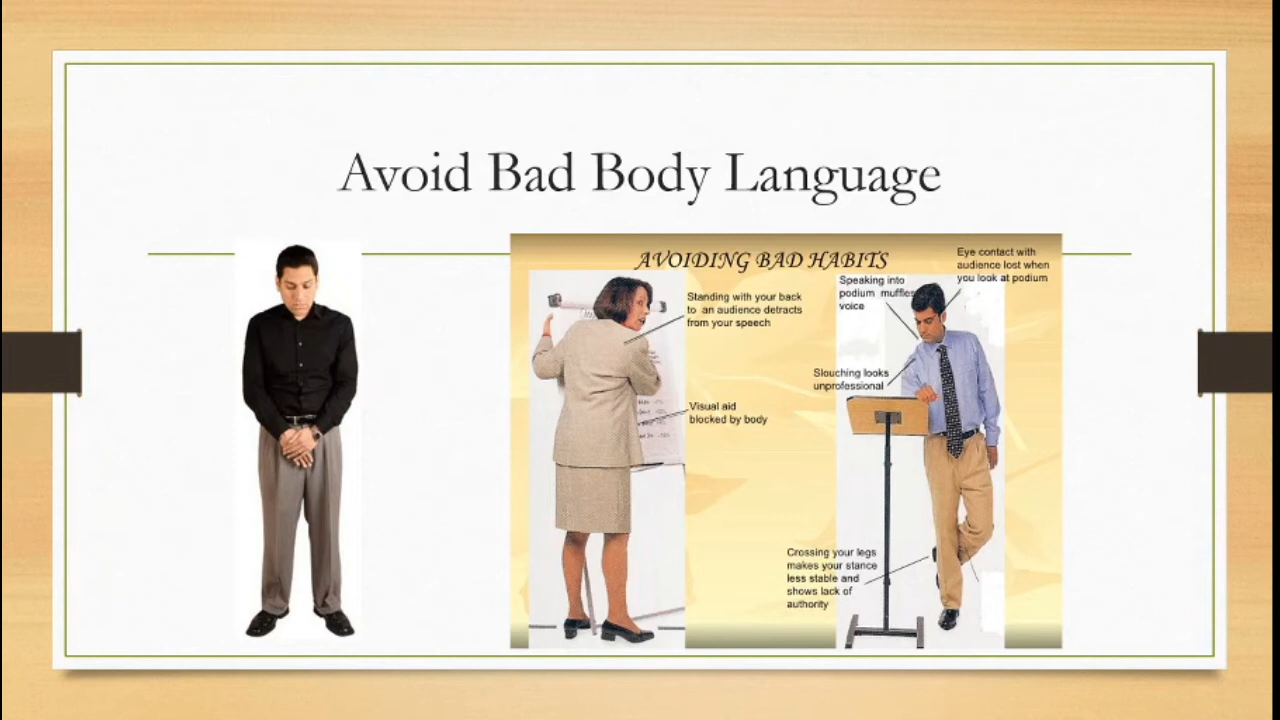 Avoid Bad Body Language
AVOIDING BAD HABITS
Standing with your back
to an audience detracts
from your speech
Visual aid
blocked by body
Speaking into
podium muffles
voice
Eye contact with
audience lost when
you look at podium
Slouching looks
unprofessional
Crossing your legs
makes your stance
less stable and
shows lack of
authority